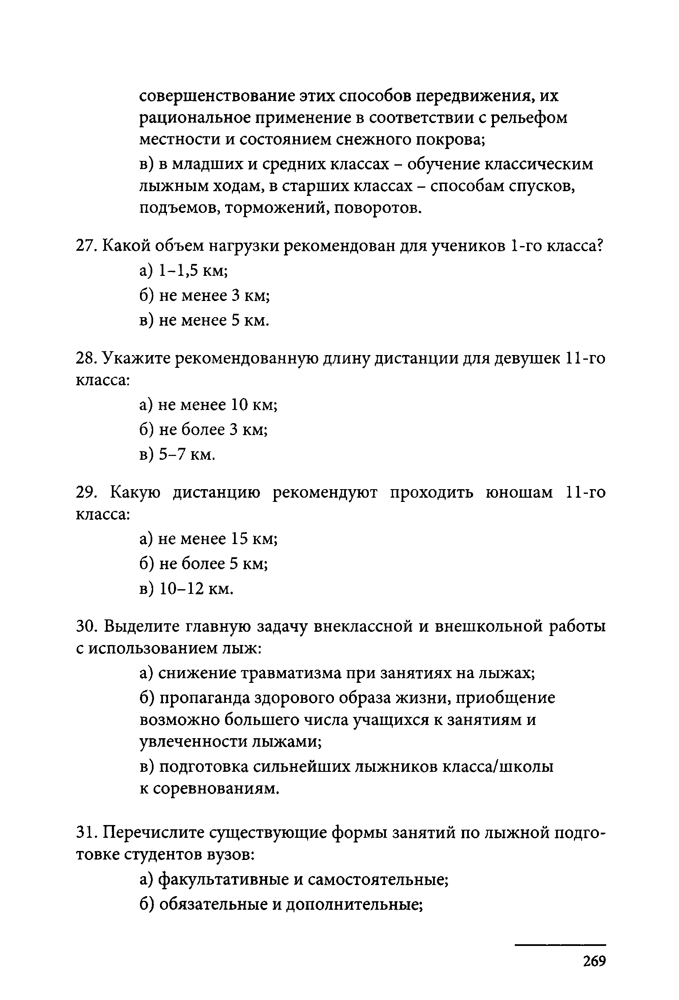 совершенствование этих способов передвижения, их
рациональное применение в соответствии с рельефом
местности и состоянием снежного покрова;
в) в младших и средних классах – обучение классическим
лыжным ходам, в старших классах – способам спусков,
подъемов, торможений, поворотов.
27. Какой объем нагрузки рекомендован для учеников 1-го класса?
а) 1–1,5 км;
б) не менее 3 км;
в) не менее 5 км.
28. Укажите рекомендованную длину дистанции для девушек 11-го
класса:
а) не менее 10 км;
б) не более 3 км;
в) 5–7 км.
29. Какую дистанцию рекомендуют проходить юношам 11-го
класса:
а) не менее 15 км;
б) не более 5 км;
в) 10–12 км.
30. Выделите главную задачу внеклассной и внешкольной работы
с использованием лыж:
а) снижение травматизма при занятиях на лыжах;
б) пропаганда здорового образа жизни, приобщение
возможно большего числа учащихся к занятиям и
увлеченности лыжами;
в) подготовка сильнейших лыжников класса/школы
к соревнованиям.
31. Перечислите существующие формы занятий по лыжной подго-
товке студентов вузов:
а) факультативные и самостоятельные;
б) обязательные и дополнительные;
269